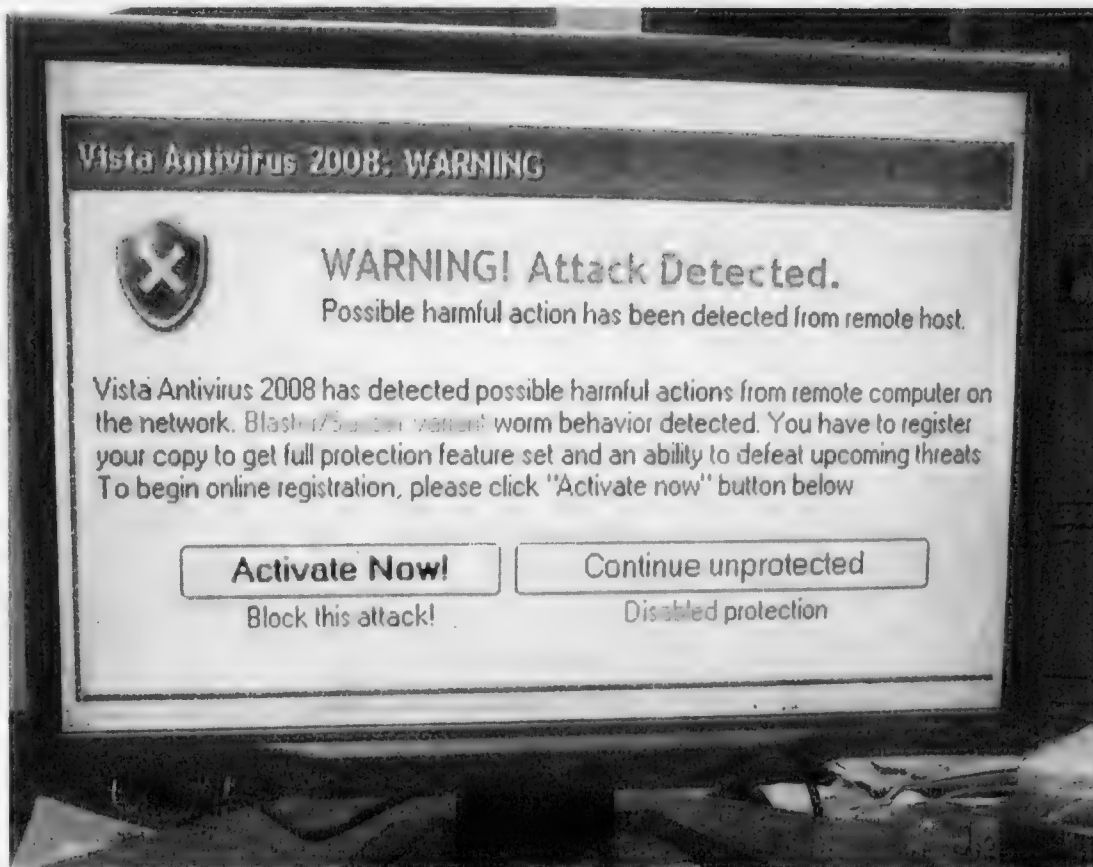 Vista Antivirus 2008: WARNING
WARNING! Attack Detected.
Possible harmful action has been detected from remote host.
Vista Antivirus 2008 has detected possible harmful actions from remote computer on
the network. worm behavior detected. You have to register
your copy to get full protection feature set and an ability to defeat upcoming threats
To begin online registration, please click "Activate now" button below
Activate Now!
Continue unprotected
Block this attack!
Disabled protection